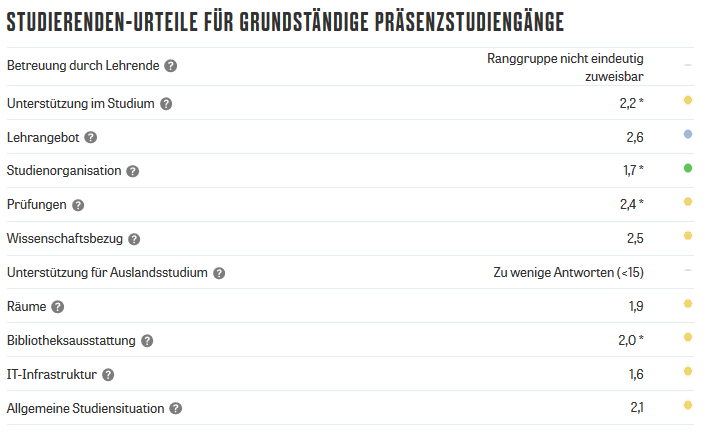 STUDIERENDEN-URTEILE FÜR GRUNDSTÄNDIGE PRÄSENZSTUDIENGÄNGE
Betreuung durch Lehrende ? Ranggruppe nicht eindeutig
zuweisbar –
Unterstützung im Studium ? 2,2 *
Lehrangebot ? 2,6
Studienorganisation ? 1,7 *
Prüfungen ? 2,4 *
Wissenschaftsbezug ? 2,5
Unterstützung für Auslandsstudium ? Zu wenige Antworten (<15) –
Räume ? 1,9
Bibliotheksausstattung ? 2,0 *
IT-Infrastruktur ? 1,6
Allgemeine Studiensituation ? 2,1